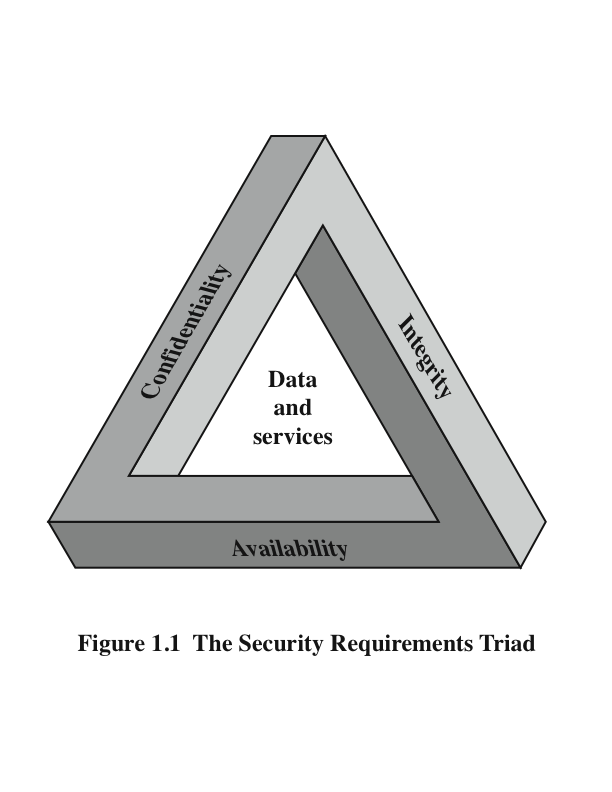 Confidentiality
Integrity
Data
and
services
Availability
Figure 1.1 The Security Requirements Triad